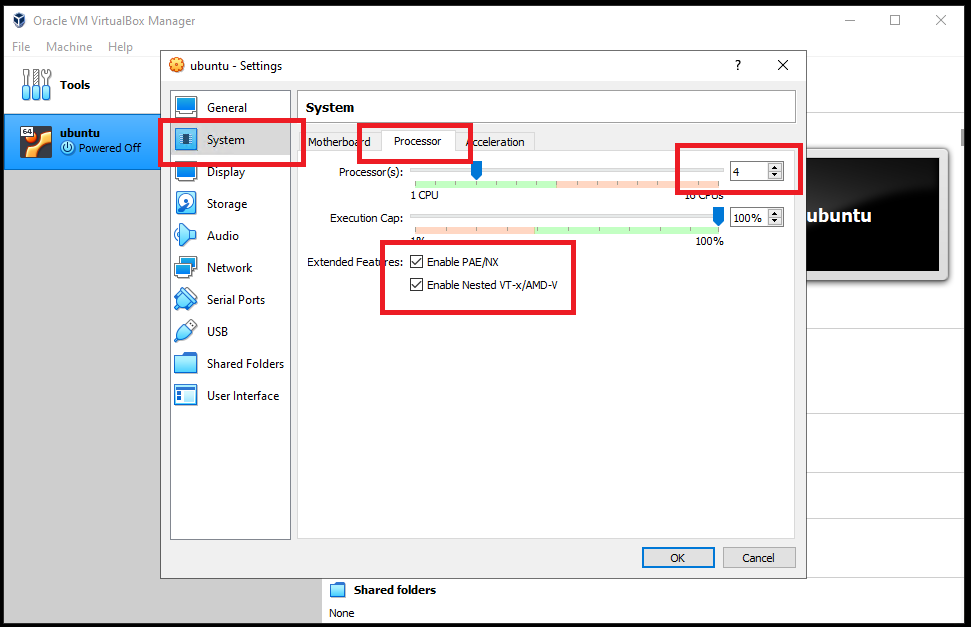 Oracle VM VirtualBox Manager
File Machine Help
Tools
64
ubuntu
Powered Off
ubuntu - Settings
?
General
System
Display
Storage
Audio
Network
Serial Ports
USB
Shared Folders
User Interface
System
Motherboard Processor Acceleration
Processor(s): 4
1 CPU 16 CPUs
Execution Cap: 100%
1% 100%
Extended Features: Enable PAE/NX
Enable Nested VT-x/AMD-V
OK Cancel
ubuntu
Shared folders
None